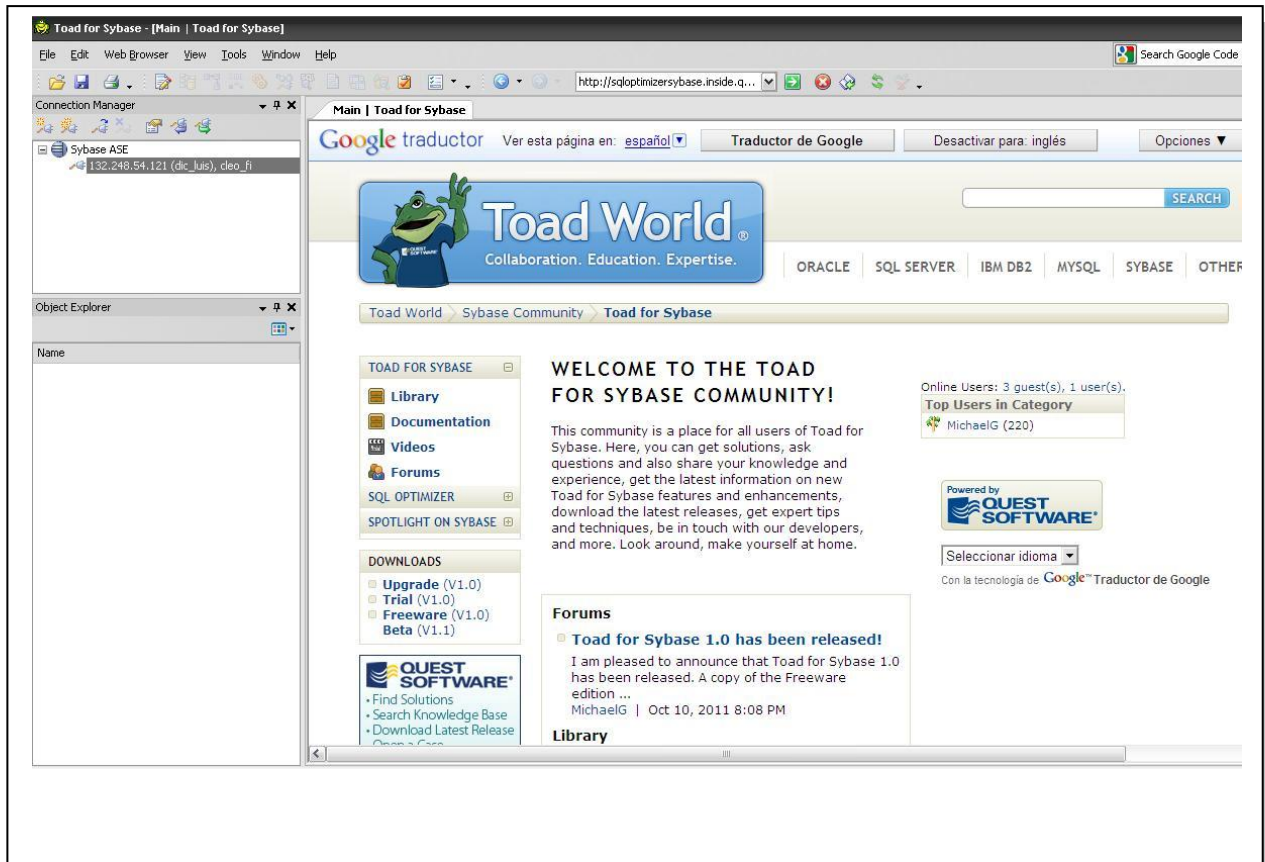 Toad for Sybase - [Main | Toad for Sybase]
File Edit Web Browser View Tools Window Help
Search Google Code
http://sqloptimizersybase.inside.q...
Connection Manager
Sybase ASE
132.248.54.121 (dic_luis), cleo_fi
Object Explorer
Name
Main | Toad for Sybase
Google traductor Ver esta página en: español Traductor de Google Desactivar para: inglés Opciones ▼
QUEST SOFTWARE
Toad World®
Collaboration. Education. Expertise.
SEARCH
ORACLE SQL SERVER IBM DB2 MYSQL SYBASE OTHER
Toad World Sybase Community Toad for Sybase
TOAD FOR SYBASE
Library
Documentation
Videos
Forums
SQL OPTIMIZER
SPOTLIGHT ON SYBASE
DOWNLOADS
Upgrade (V1.0)
Trial (V1.0)
Freeware (V1.0)
Beta (V1.1)
QUEST
SOFTWARE®
• Find Solutions
• Search Knowledge Base
• Download Latest Release
Open a Case
WELCOME TO THE TOAD
FOR SYBASE COMMUNITY!
This community is a place for all users of Toad for
Sybase. Here, you can get solutions, ask
questions and also share your knowledge and
experience, get the latest information on new
Toad for Sybase features and enhancements,
download the latest releases, get expert tips
and techniques, be in touch with our developers,
and more. Look around, make yourself at home.
Forums
Toad for Sybase 1.0 has been released!
I am pleased to announce that Toad for Sybase 1.0
has been released. A copy of the Freeware
edition ...
MichaelG | Oct 10, 2011 8:08 PM
Library
Online Users: 3 guest(s), 1 user(s).
Top Users in Category
MichaelG (220)
Powered by
QUEST
SOFTWARE®
Seleccionar idioma
Con la tecnología de Google™ Traductor de Google